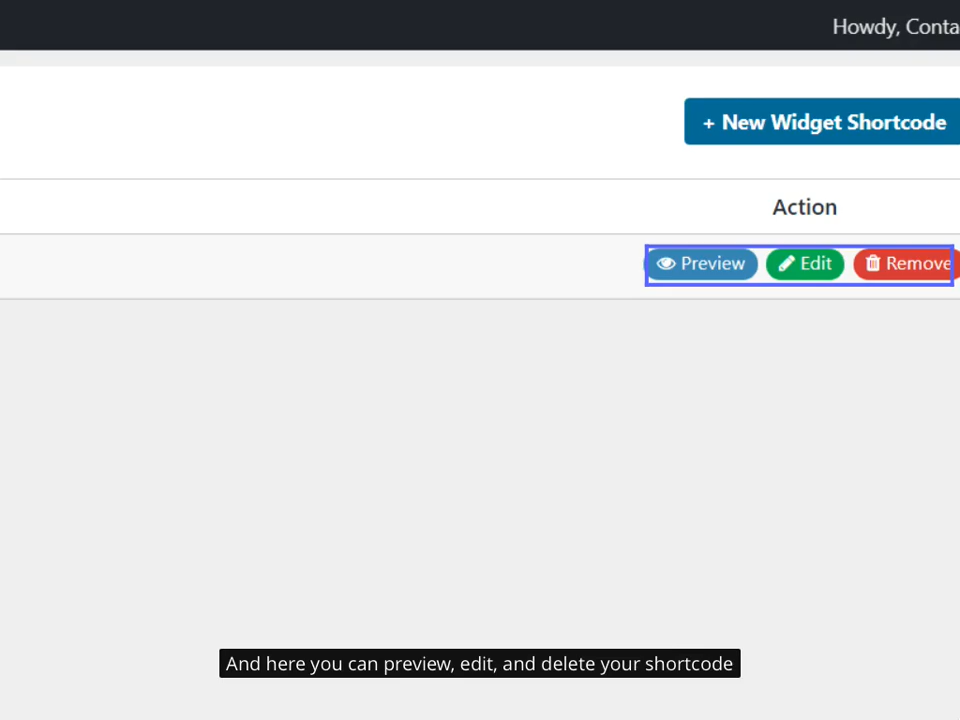 Howdy, Conta
+ New Widget Shortcode
Action
Preview Edit Remove
And here you can preview, edit, and delete your shortcode